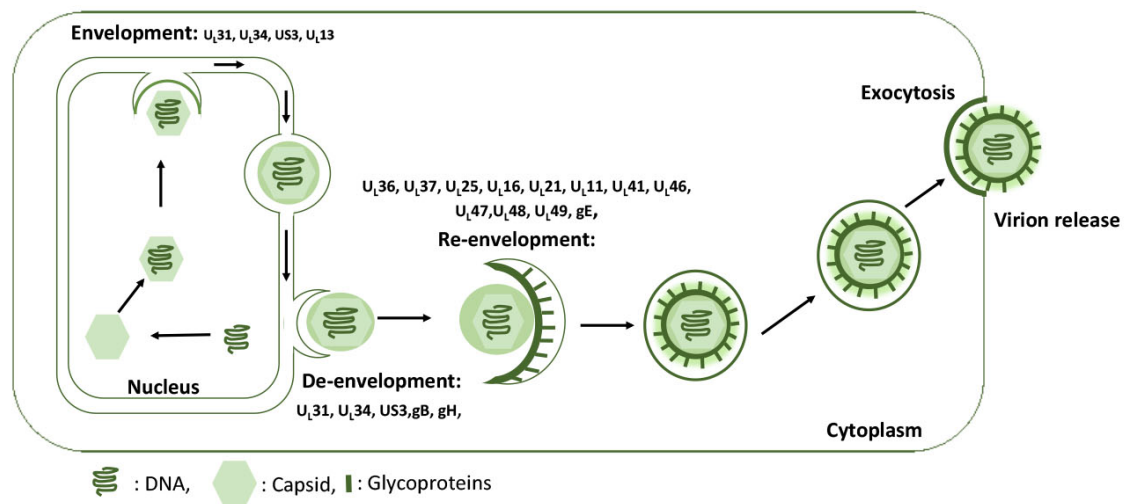 Envelopment: UL31, UL34, US3, UL13
Exocytosis
UL36, UL37, UL25, UL16, UL21, UL11, UL41, UL46,
UL47,UL48, UL49, gE,
Re-envelopment:
Virion release
Nucleus
De-envelopment:
UL31, UL34, US3,gB, gH,
Cytoplasm
: DNA, : Capsid, : Glycoproteins